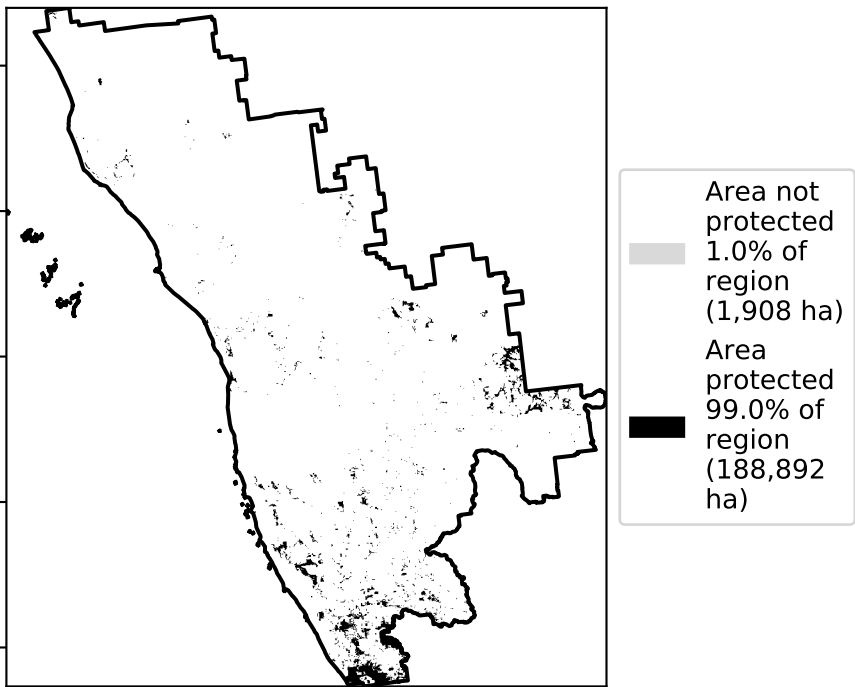 Area not
protected
1.0% of
region
(1,908 ha)
Area
protected
99.0% of
region
(188,892
ha)